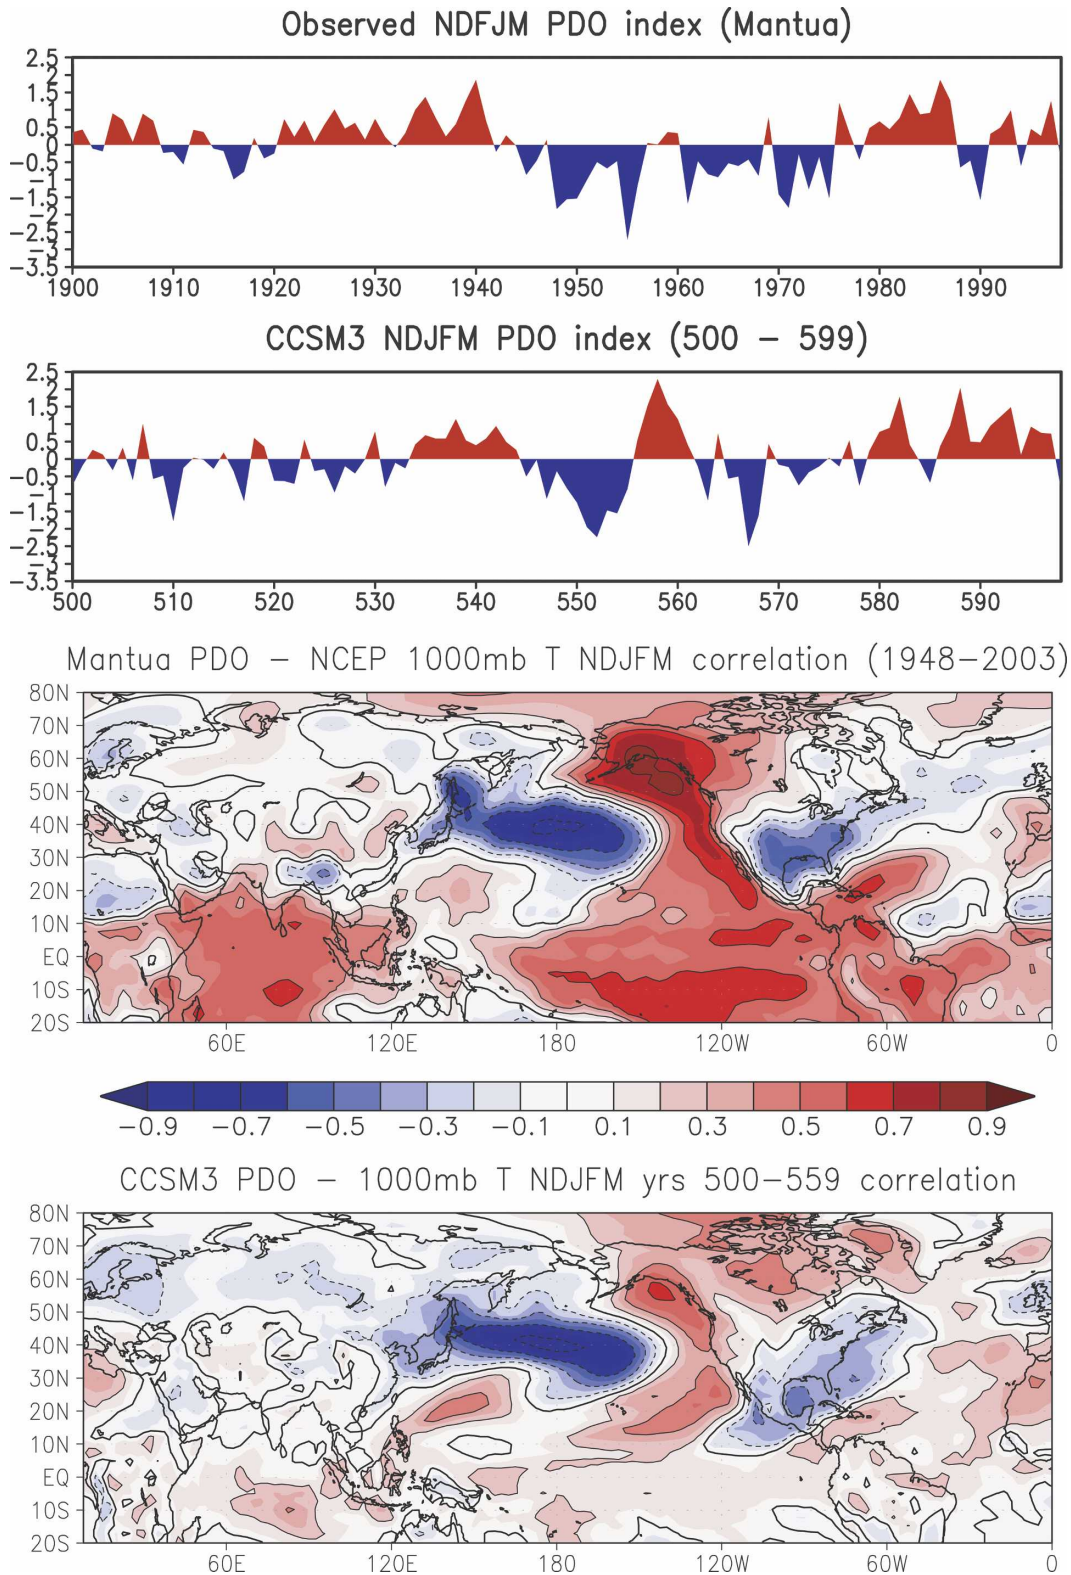 Observed NDFJM PDO index (Mantua)
2.5
2
1.5
1
0.5
0
−0.5
−1
−1.5
−2
−2.5
−3
−3.5
1900 1910 1920 1930 1940 1950 1960 1970 1980 1990
CCSM3 NDJFM PDO index (500 − 599)
2.5
2
1.5
1
0.5
0
−0.5
−1
−1.5
−2
−2.5
−3
−3.5
500 510 520 530 540 550 560 570 580 590
Mantua PDO − NCEP 1000mb T NDJFM correlation (1948−2003)
80N
70N
60N
50N
40N
30N
20N
10N
EQ
10S
20S
60E 120E 180 120W 60W 0
−0.9 −0.7 −0.5 −0.3 −0.1 0.1 0.3 0.5 0.7 0.9
CCSM3 PDO − 1000mb T NDJFM yrs 500−559 correlation
80N
70N
60N
50N
40N
30N
20N
10N
EQ
10S
20S
60E 120E 180 120W 60W 0